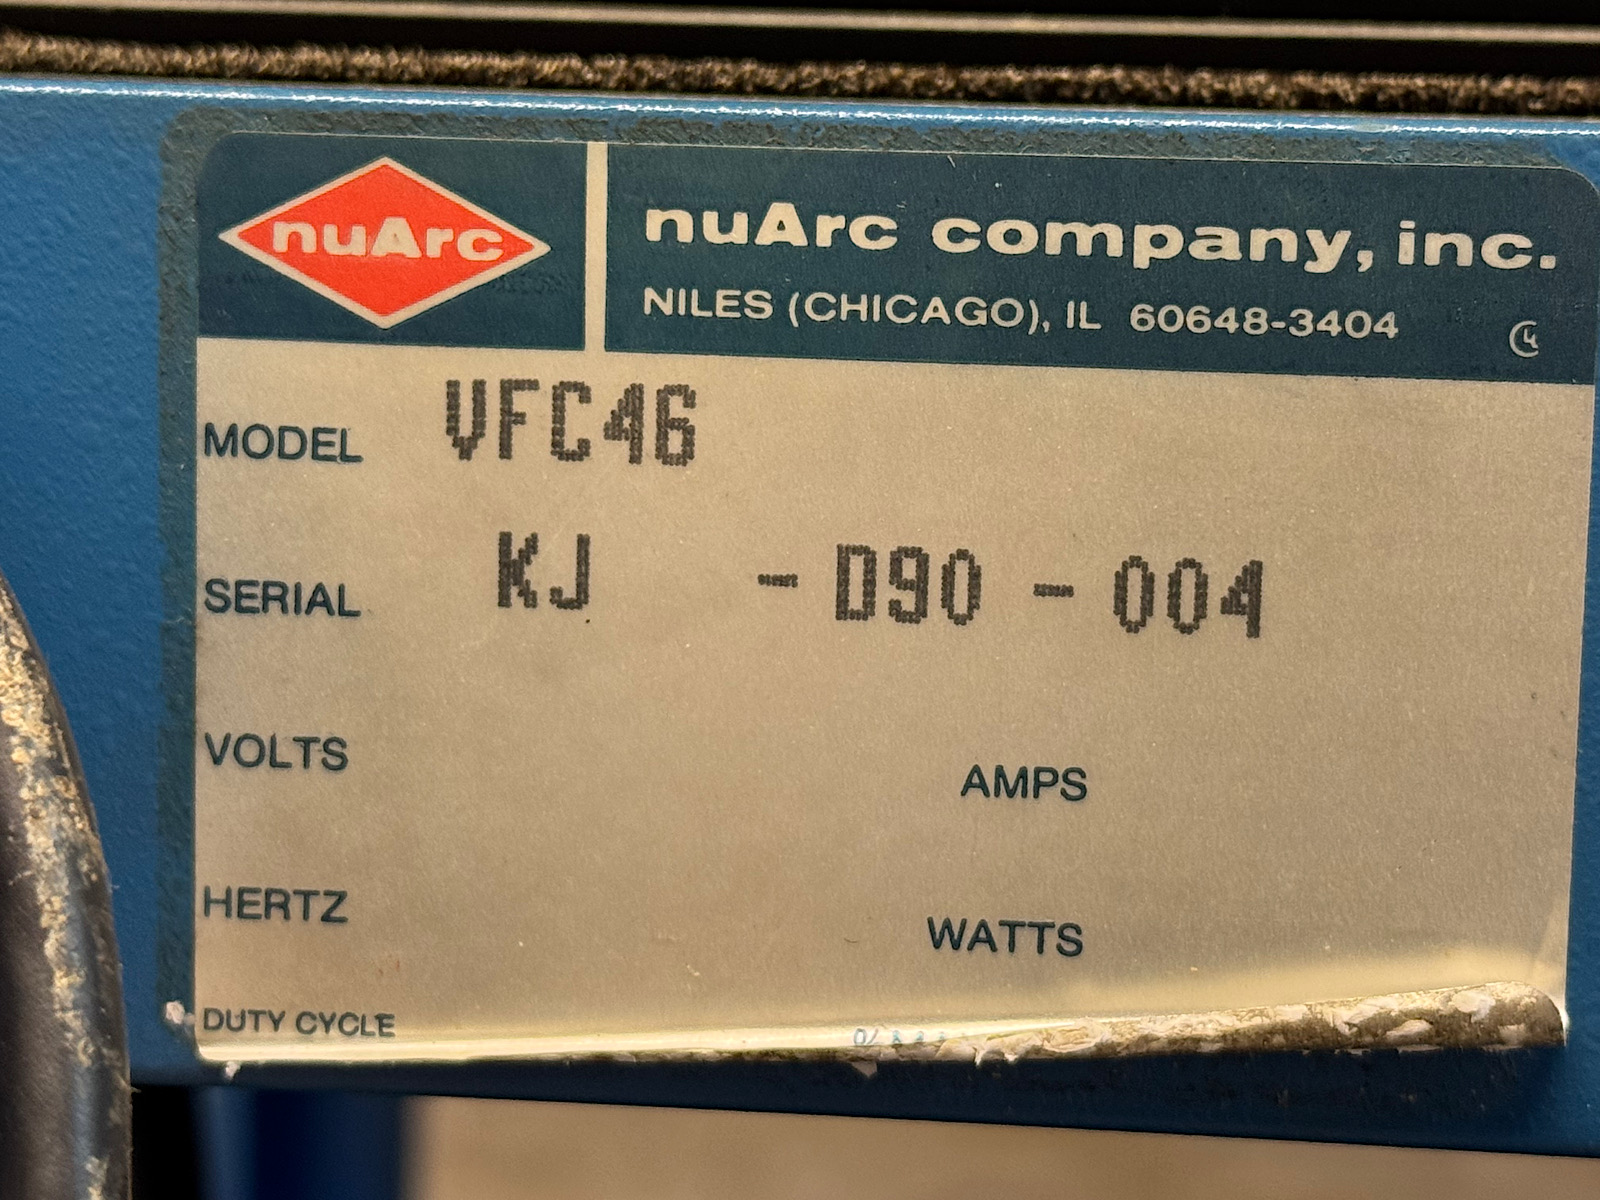 nuArc
nuArc company, inc.
NILES (CHICAGO), IL 60648-3404
MODEL VFC46
SERIAL KJ - D90 - 004
VOLTS
AMPS
HERTZ
WATTS
DUTY CYCLE